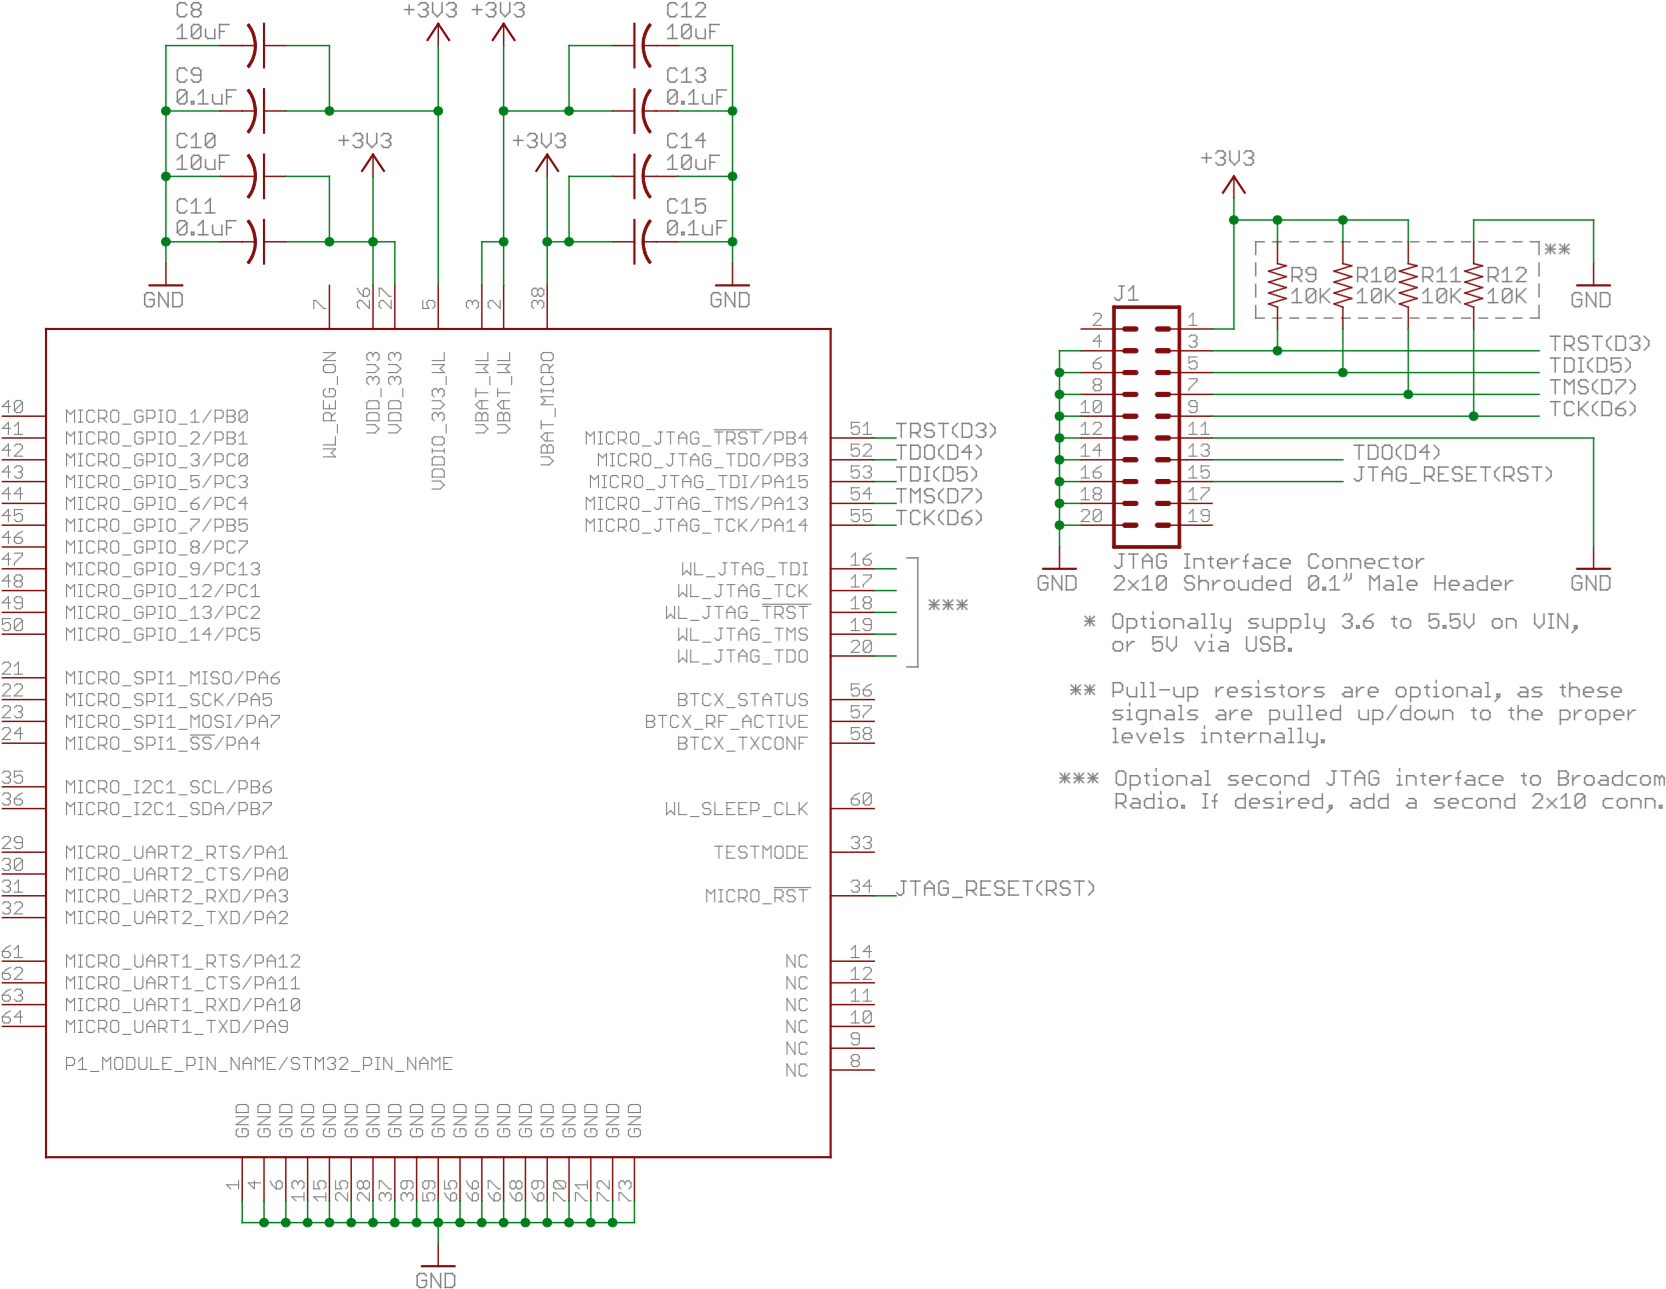 C8
10uF
C9
0.1uF
C10
10uF
C11
0.1uF
GND
+3V3 +3V3
+3V3
+3V3
C12
10uF
C13
0.1uF
C14
10uF
C15
0.1uF
GND
7
26
27
5
3
2
38
WL_REG_ON
VDD_3V3
VDD_3V3
VDDIO_3V3_WL
VBAT_WL
VBAT_WL
VBAT_MICRO
40 MICRO_GPIO_1/PB0
41 MICRO_GPIO_2/PB1
42 MICRO_GPIO_3/PC0
43 MICRO_GPIO_5/PC3
44 MICRO_GPIO_6/PC4
45 MICRO_GPIO_7/PB5
46 MICRO_GPIO_8/PC7
47 MICRO_GPIO_9/PC13
48 MICRO_GPIO_12/PC1
49 MICRO_GPIO_13/PC2
50 MICRO_GPIO_14/PC5
21 MICRO_SPI1_MISO/PA6
22 MICRO_SPI1_SCK/PA5
23 MICRO_SPI1_MOSI/PA7
24 MICRO_SPI1_SS/PA4
35 MICRO_I2C1_SCL/PB6
36 MICRO_I2C1_SDA/PB7
29 MICRO_UART2_RTS/PA1
30 MICRO_UART2_CTS/PA0
31 MICRO_UART2_RXD/PA3
32 MICRO_UART2_TXD/PA2
61 MICRO_UART1_RTS/PA12
62 MICRO_UART1_CTS/PA11
63 MICRO_UART1_RXD/PA10
64 MICRO_UART1_TXD/PA9
P1_MODULE_PIN_NAME/STM32_PIN_NAME
MICRO_JTAG_TRST/PB4 51 TRST(D3)
MICRO_JTAG_TDO/PB3 52 TDO(D4)
MICRO_JTAG_TDI/PA15 53 TDI(D5)
MICRO_JTAG_TMS/PA13 54 TMS(D7)
MICRO_JTAG_TCK/PA14 55 TCK(D6)
WL_JTAG_TDI 16
WL_JTAG_TCK 17
WL_JTAG_TRST 18 ***
WL_JTAG_TMS 19
WL_JTAG_TDO 20
BTCX_STATUS 56
BTCX_RF_ACTIVE 57
BTCX_TXCONF 58
WL_SLEEP_CLK 60
TESTMODE 33
MICRO_RST 34 JTAG_RESET(RST)
NC 14
NC 12
NC 11
NC 10
NC 9
NC 8
GND GND GND GND GND GND GND GND GND GND GND GND GND GND GND GND GND GND GND
1 4 6 13 15 25 28 37 39 59 65 66 67 68 69 70 71 72 73
GND
+3V3
**
R9 R10 R11 R12
10K 10K 10K 10K
GND
J1
2 1
4 3 TRST(D3)
6 5 TDI(D5)
8 7 TMS(D7)
10 9 TCK(D6)
12 11
14 13 TDO(D4)
16 15 JTAG_RESET(RST)
18 17
20 19
GND
GND
JTAG Interface Connector
2x10 Shrouded 0.1" Male Header
* Optionally supply 3.6 to 5.5V on VIN,
or 5V via USB.
** Pull-up resistors are optional, as these
signals are pulled up/down to the proper
levels internally.
*** Optional second JTAG interface to Broadcom
Radio. If desired, add a second 2x10 conn.